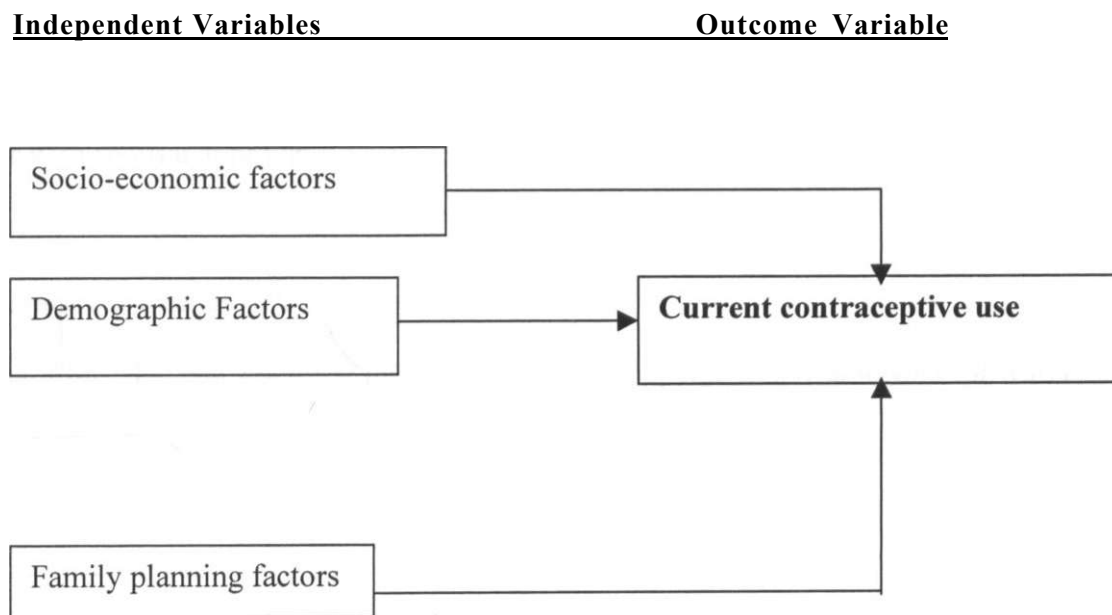 Independent Variables Outcome Variable
Socio-economic factors
Demographic Factors
Current contraceptive use
Family planning factors